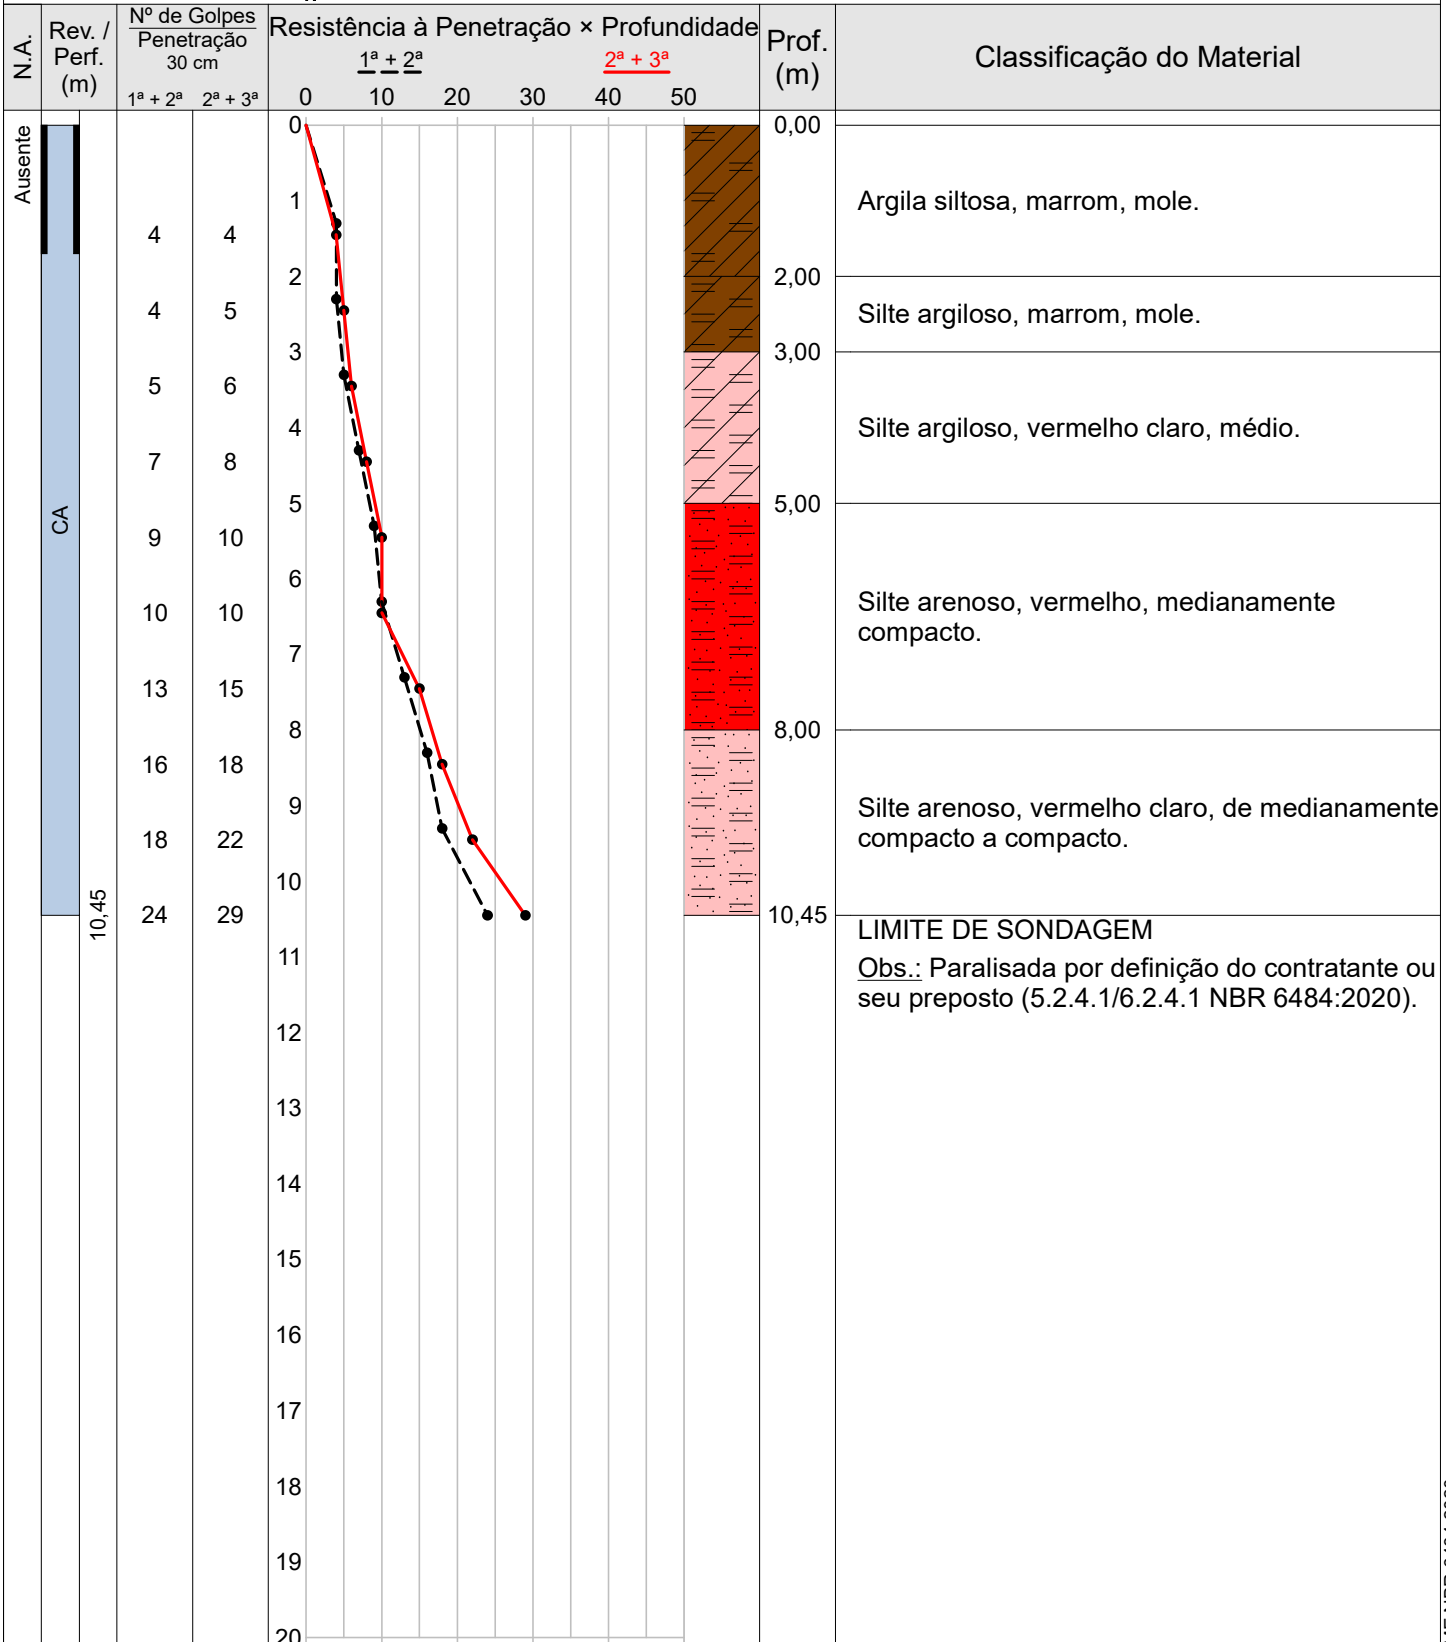 N.A.
Rev. /
Perf.
(m)
Nº de Golpes
Penetração
30 cm
1ª + 2ª 2ª + 3ª
Resistência à Penetração × Profundidade
1ª + 2ª 2ª + 3ª
0 10 20 30 40 50
Prof.
(m)
Classificação do Material
Ausente
CA
10,45
4 4
4 5
5 6
7 8
9 10
10 10
13 15
16 18
18 22
24 29
0
1
2
3
4
5
6
7
8
9
10
11
12
13
14
15
16
17
18
19
20
0,00
Argila siltosa, marrom, mole.
2,00
Silte argiloso, marrom, mole.
3,00
Silte argiloso, vermelho claro, médio.
5,00
Silte arenoso, vermelho, medianamente
compacto.
8,00
Silte arenoso, vermelho claro, de medianamente
compacto a compacto.
10,45
LIMITE DE SONDAGEM
Obs.: Paralisada por definição do contratante ou
seu preposto (5.2.4.1/6.2.4.1 NBR 6484:2020).